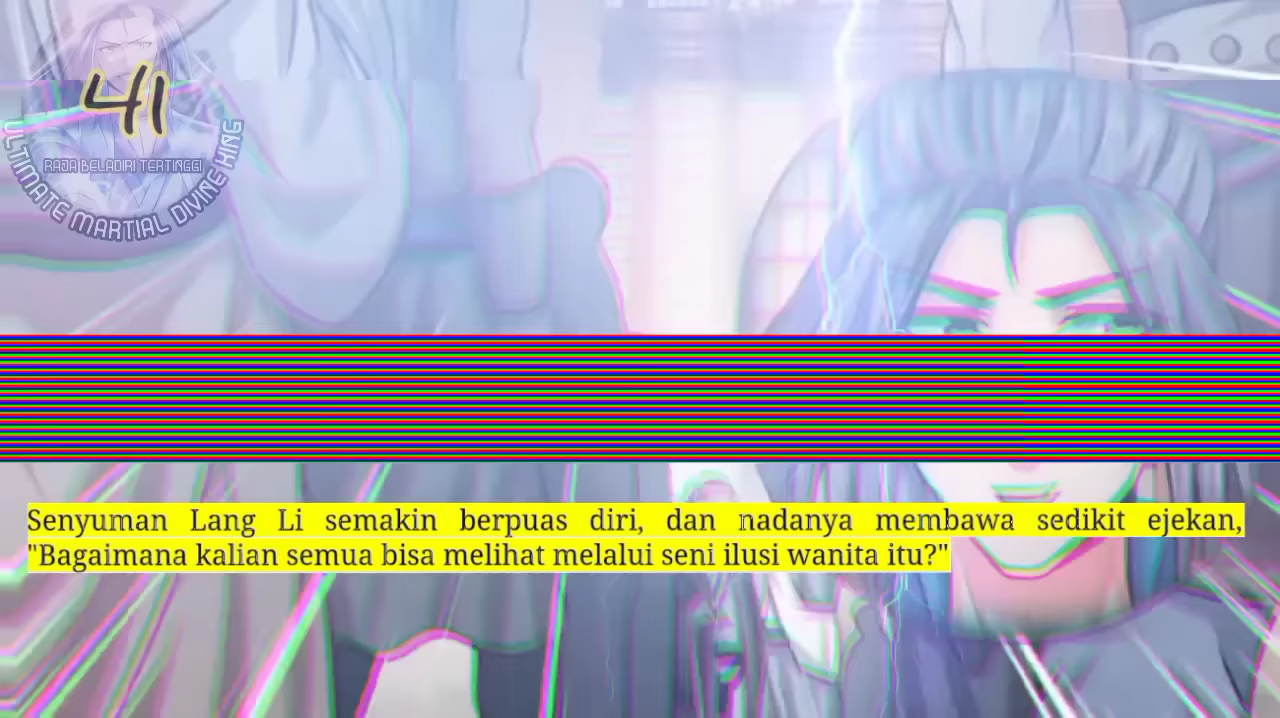 41
RAJA BELADIRI TERTINGGI
ULTIMATE MARTIAL DIVINE KING
Senyuman Lang Li semakin berpuas diri, dan nadanya membawa sedikit ejekan,
"Bagaimana kalian semua bisa melihat melalui seni ilusi wanita itu?"